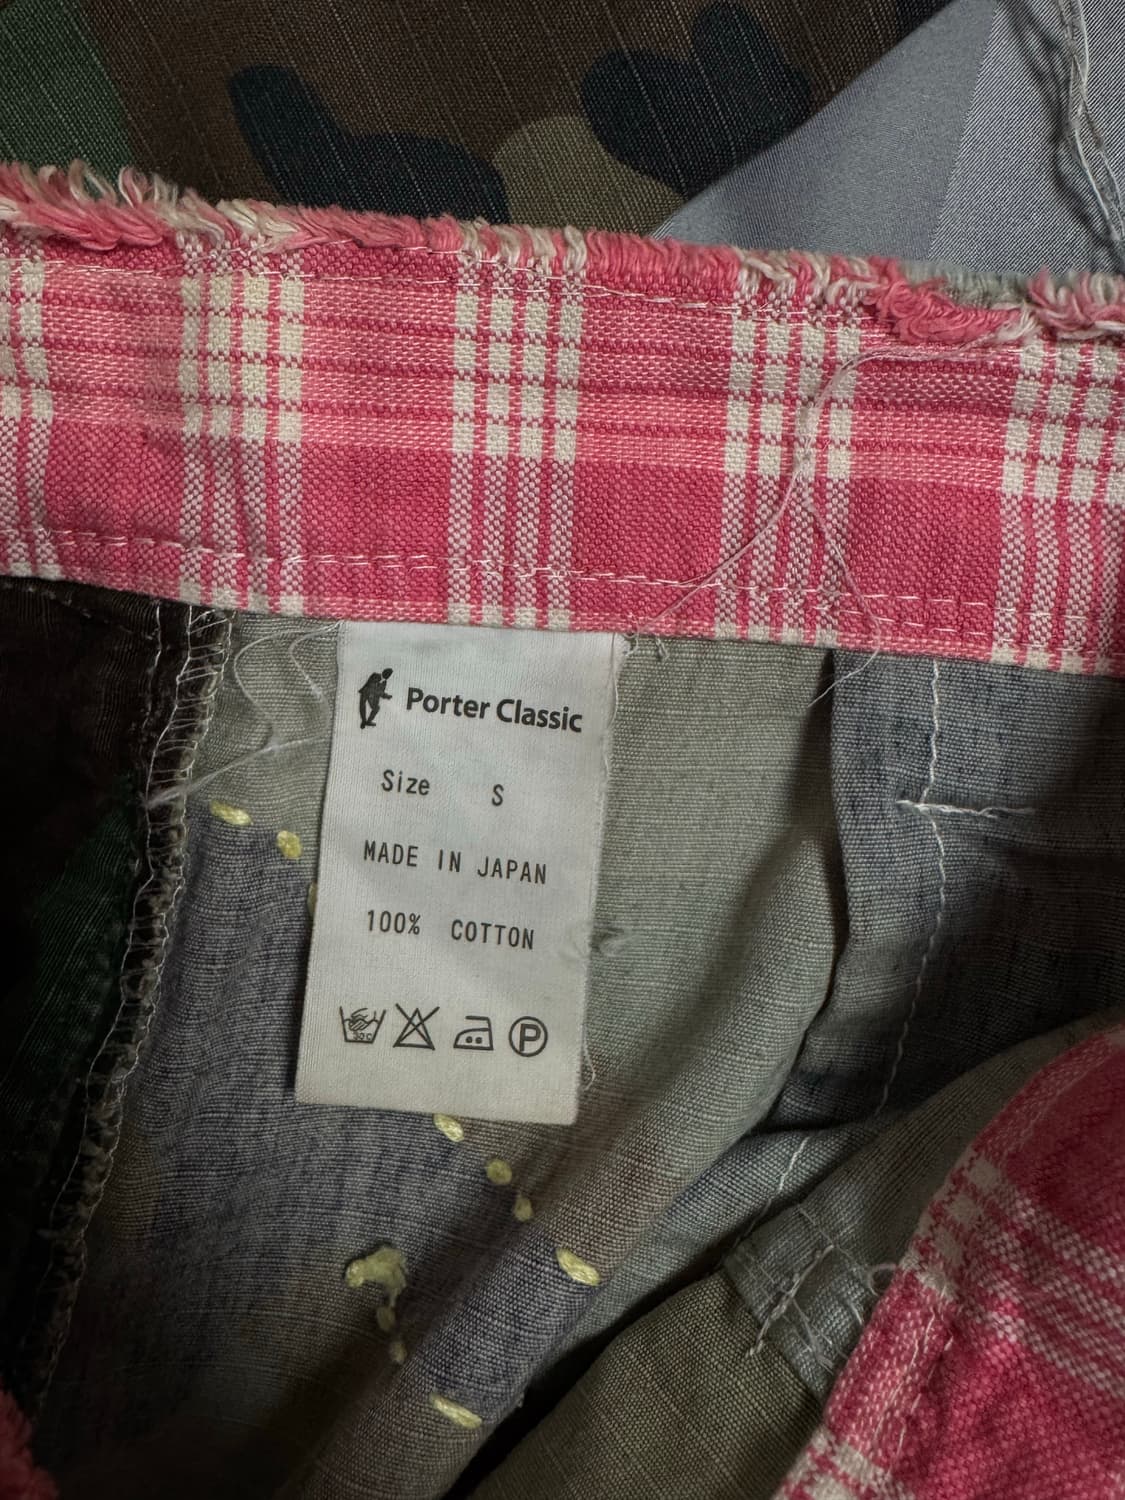 Porter Classic
Size S
MADE IN JAPAN
100% COTTON
P